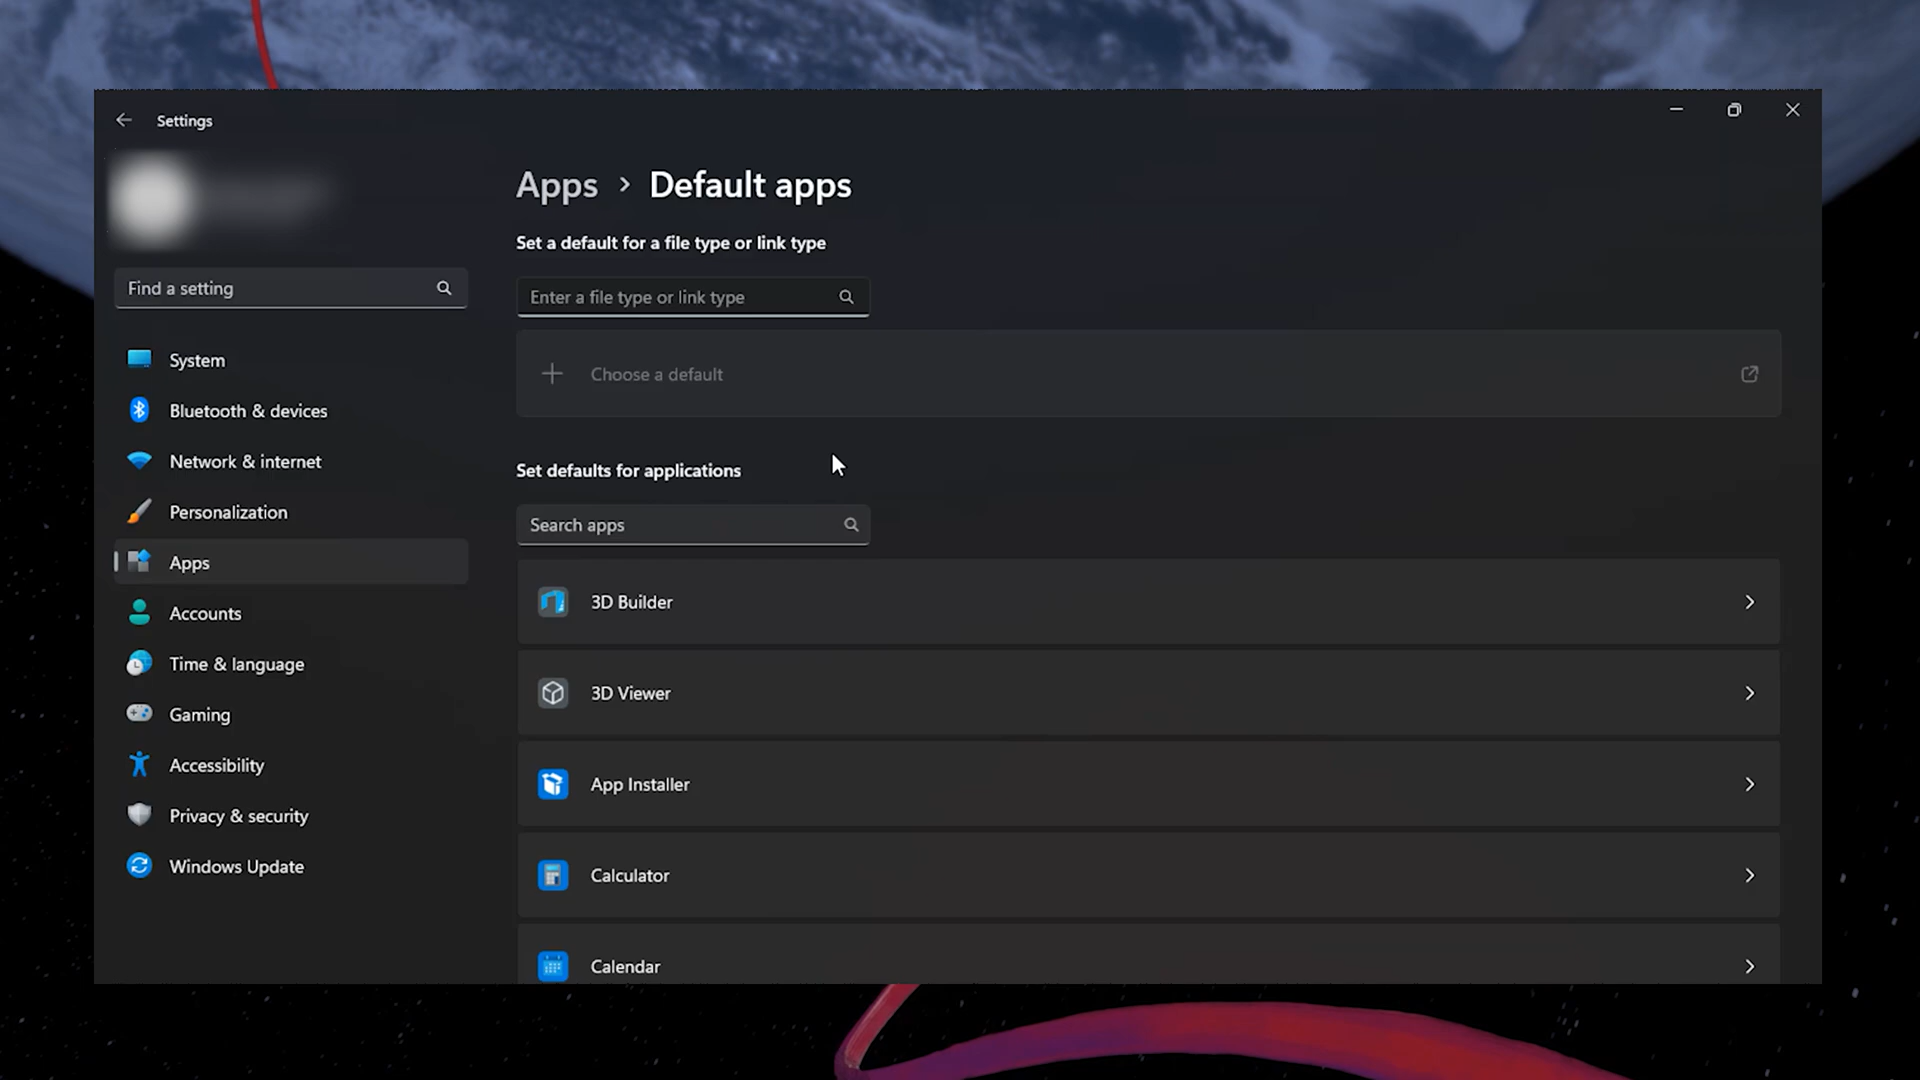 Settings
Apps > Default apps
Set a default for a file type or link type
Find a setting
Enter a file type or link type
System
Choose a default
Bluetooth & devices
Network & internet
Set defaults for applications
Personalization
Search apps
Apps
3D Builder
Accounts
Time & language
3D Viewer
Gaming
Accessibility
App Installer
Privacy & security
Windows Update
Calculator
Calendar